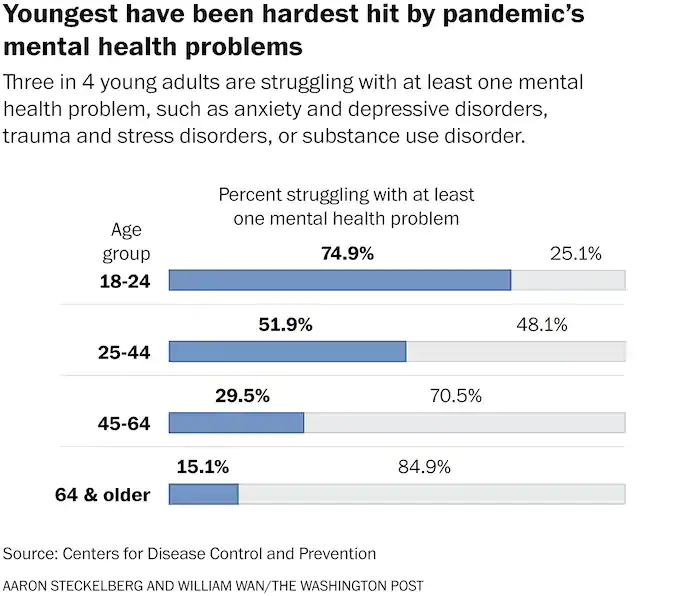 Youngest have been hardest hit by pandemic’s
mental health problems
Three in 4 young adults are struggling with at least one mental
health problem, such as anxiety and depressive disorders,
trauma and stress disorders, or substance use disorder.
Percent struggling with at least
one mental health problem
Age
group
74.9% 25.1%
18-24
51.9% 48.1%
25-44
29.5% 70.5%
45-64
15.1% 84.9%
64 & older
Source: Centers for Disease Control and Prevention
AARON STECKELBERG AND WILLIAM WAN/THE WASHINGTON POST